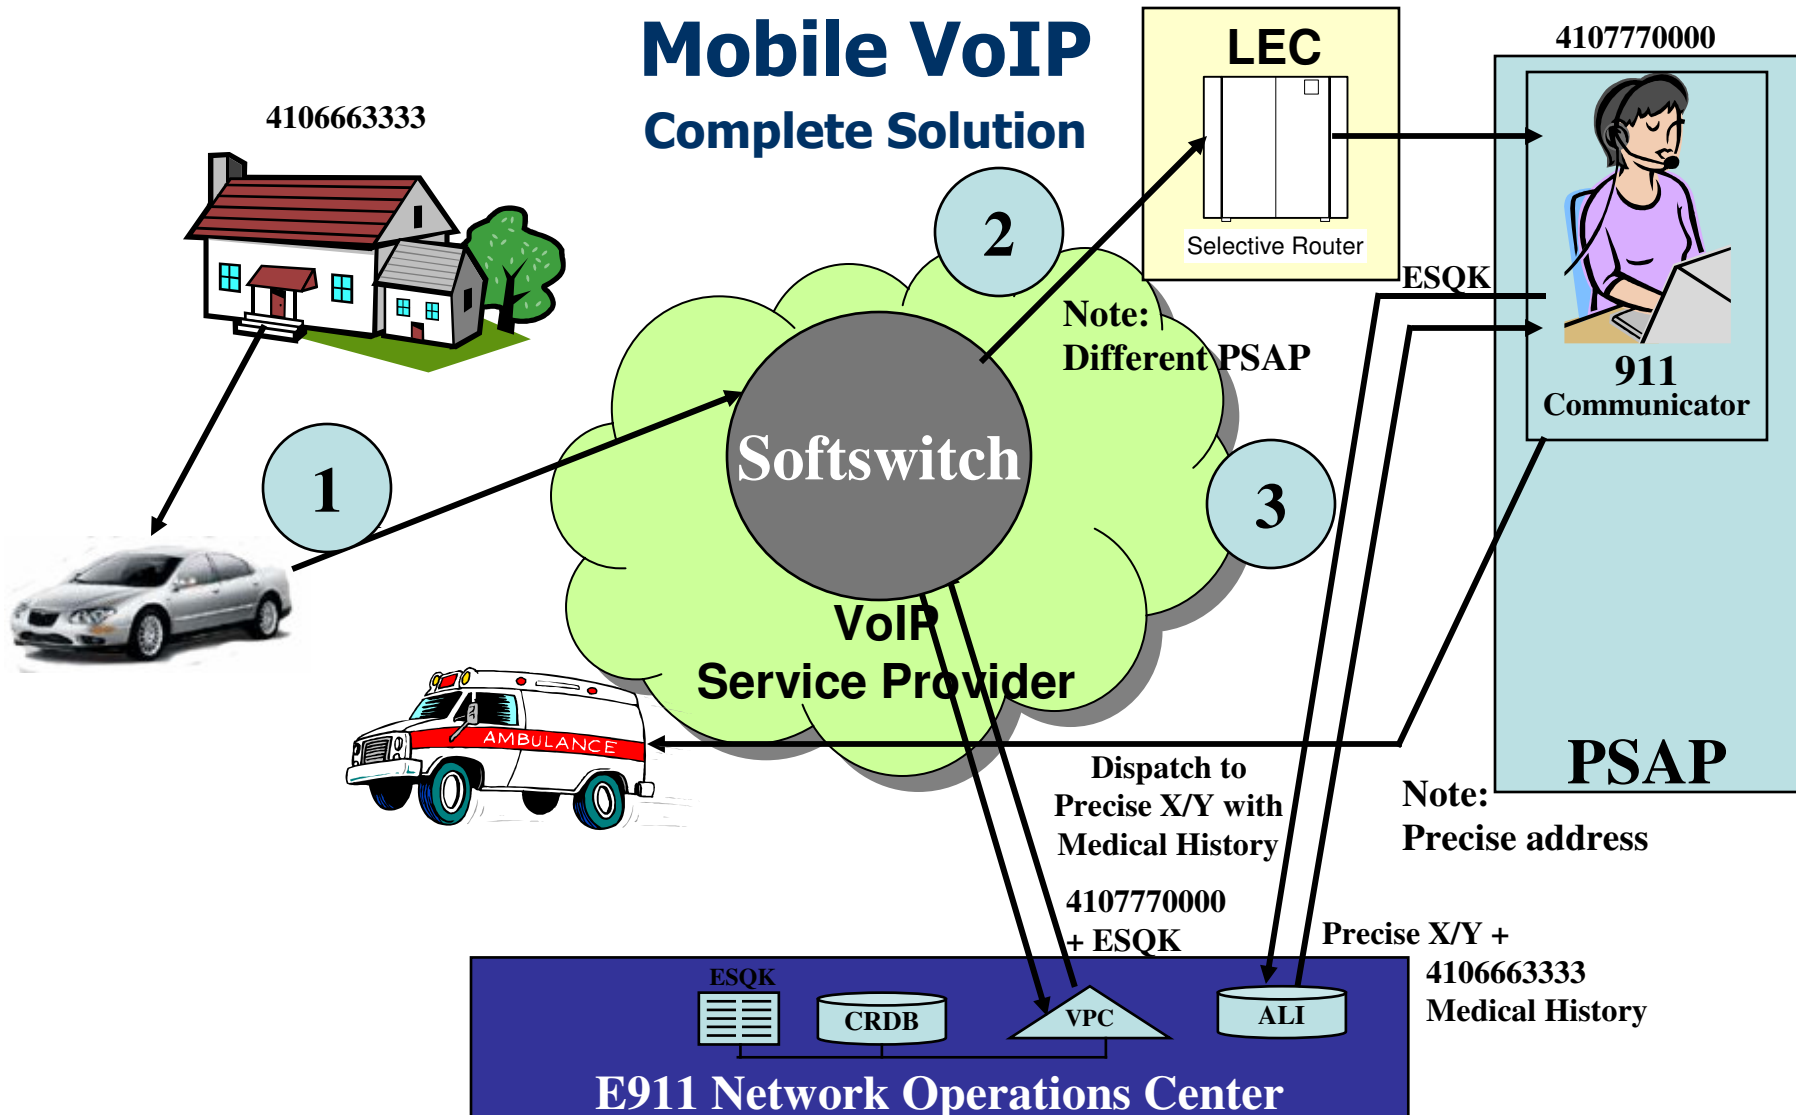 Mobile VoIP
Complete Solution
LEC
Selective Router
4107770000
4106663333
1
2
3
ESQK
911
Communicator
Note:
Different PSAP
Softswitch
VoIP
Service Provider
AMBULANCE
PSAP
Dispatch to
Precise X/Y with
Medical History
Note:
Precise address
4107770000
+ ESQK
Precise X/Y +
4106663333
Medical History
ESQK
CRDB
VPC
ALI
E911 Network Operations Center